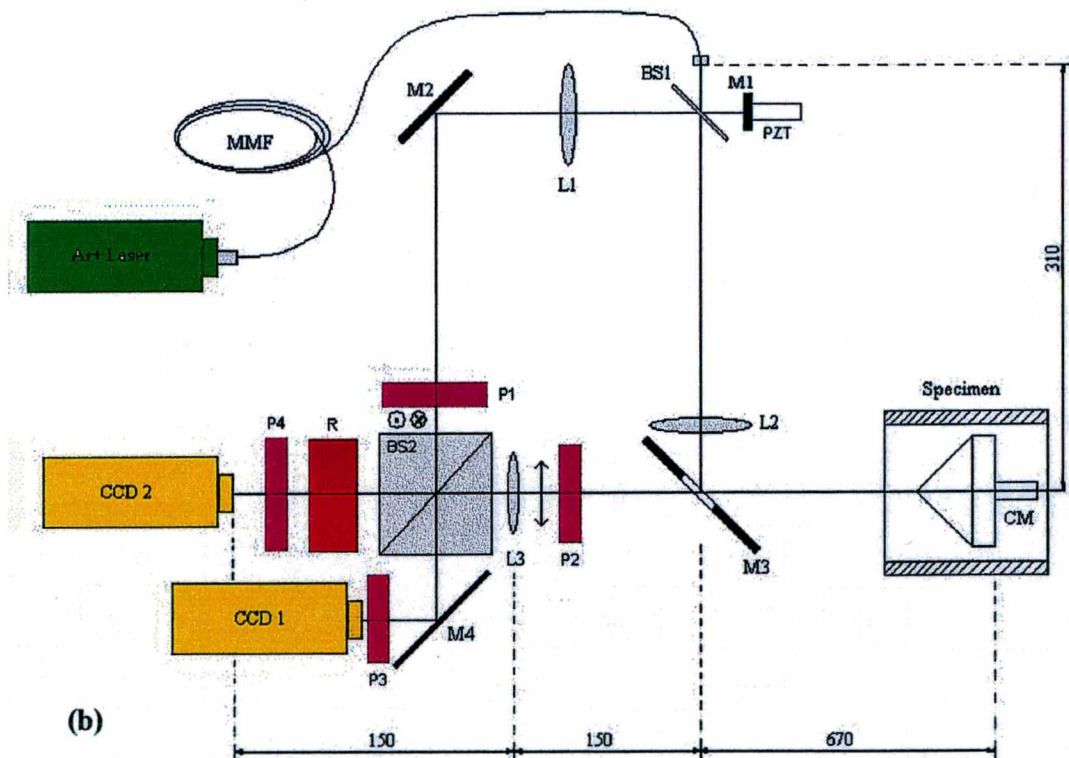 BS1
M1
M2
PZT
MMF
L1
Ar+ Laser
310
P1
Specimen
P4
R
BS2
L2
CCD 2
CM
L3
P2
M3
CCD 1
M4
P3
(b)
150
150
670